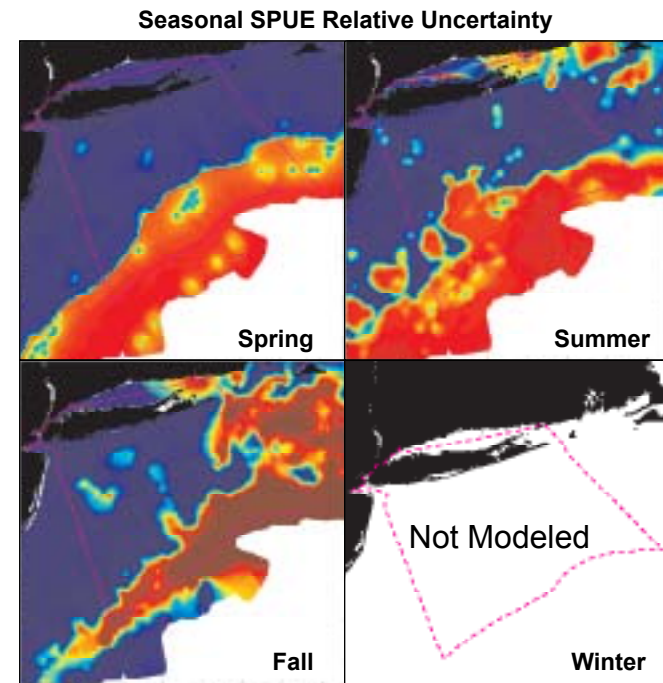 Seasonal SPUE Relative Uncertainty
Spring
Summer
Fall
Not Modeled
Winter